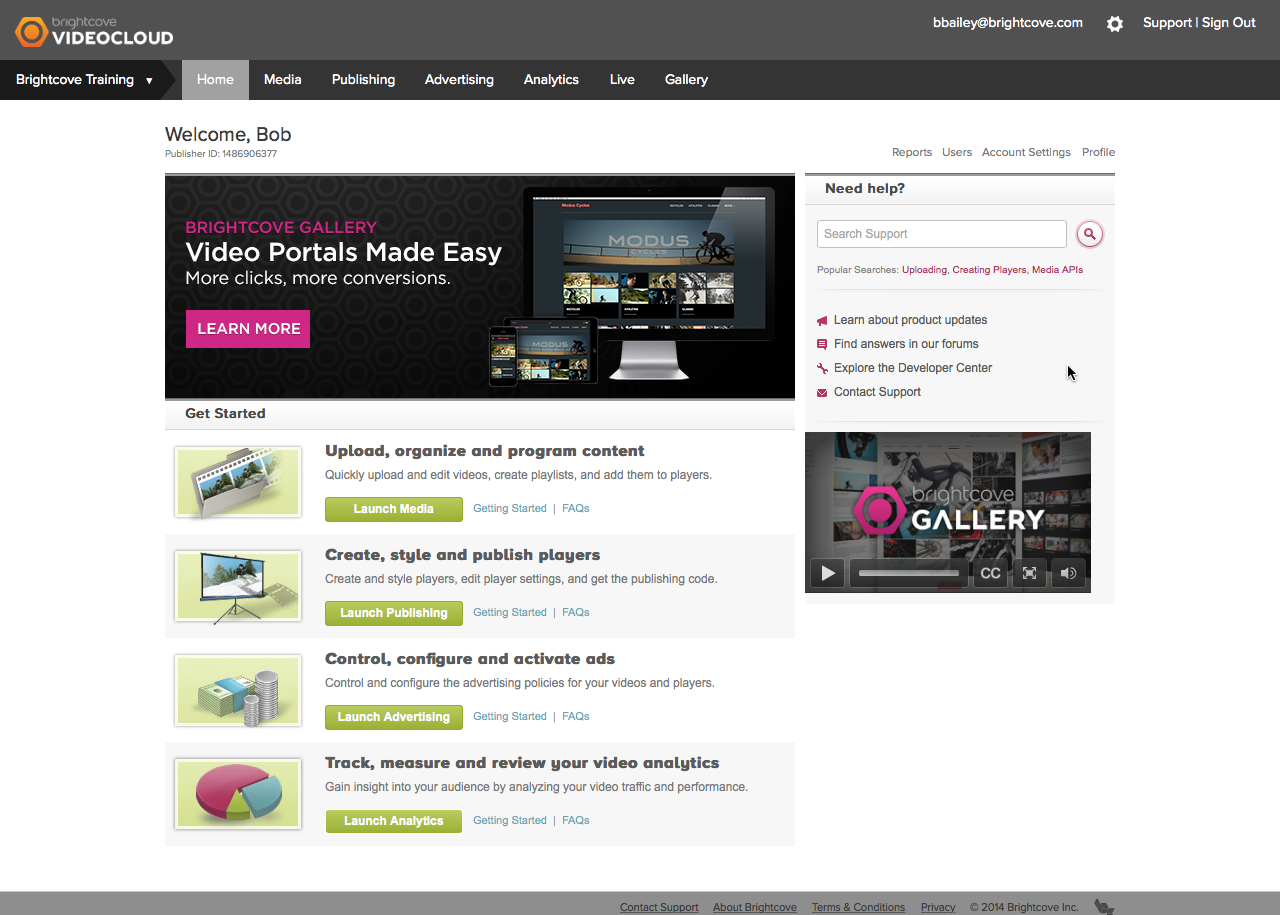 brightcove
VIDEOCLOUD
bbailey@brightcove.com
Support | Sign Out
Brightcove Training ▼
Home Media Publishing Advertising Analytics Live Gallery
Welcome, Bob
Publisher ID: 1486906377
Reports Users Account Settings Profile
BRIGHTCOVE GALLERY
Video Portals Made Easy
More clicks, more conversions.
LEARN MORE
Modus Cycles
MODUS
CYCLES
MODUS
Need help?
Search Support
Popular Searches: Uploading, Creating Players, Media APIs
Learn about product updates
Find answers in our forums
Explore the Developer Center
Contact Support
brightcove
GALLERY
CC
Get Started
Upload, organize and program content
Quickly upload and edit videos, create playlists, and add them to players.
Launch Media Getting Started | FAQs
Create, style and publish players
Create and style players, edit player settings, and get the publishing code.
Launch Publishing Getting Started | FAQs
Control, configure and activate ads
Control and configure the advertising policies for your videos and players.
Launch Advertising Getting Started | FAQs
Track, measure and review your video analytics
Gain insight into your audience by analyzing your video traffic and performance.
Launch Analytics Getting Started | FAQs
Contact Support About Brightcove Terms & Conditions Privacy © 2014 Brightcove Inc.